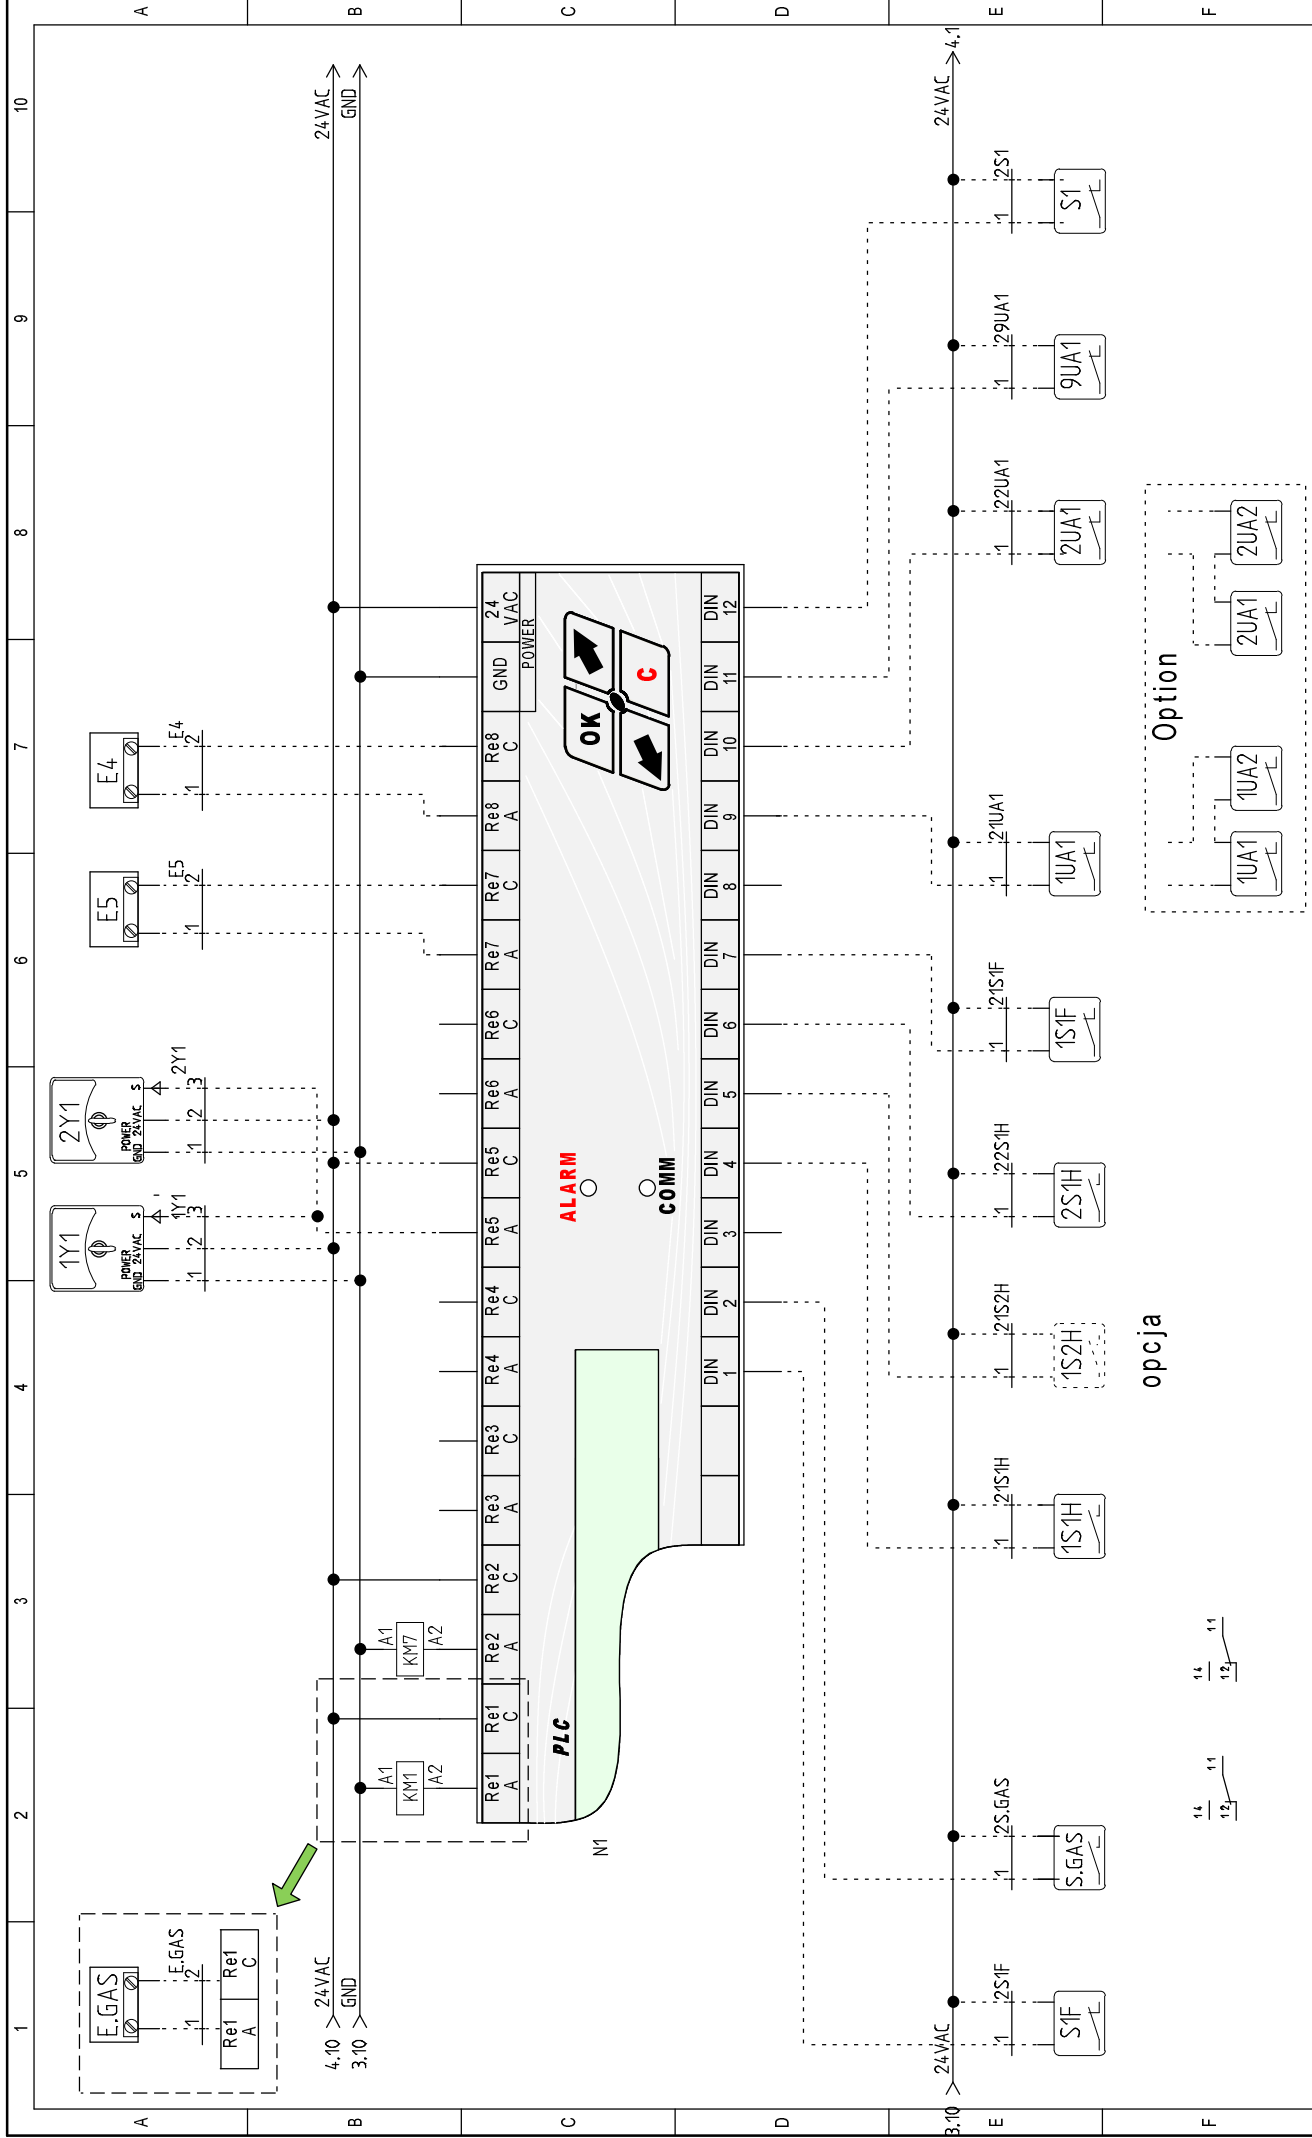 1 2 3 4 5 6 7 8 9 10
A
E.GAS
E.GAS
1 2
Re1 A
Re1 C
1Y1
POWER
GND 24VAC S
1Y1
1 2 3
2Y1
POWER
GND 24VAC S
2Y1
1 2 3
E5
E5
1 2
E4
E4
1 2
A
B
4.10 24VAC
24VAC
3.10 GND
GND
B
A1
KM1
A2
A1
KM7
A2
C
Re1 A
Re1 C
Re2 A
Re2 C
Re3 A
Re3 C
Re4 A
Re4 C
Re5 A
Re5 C
Re6 A
Re6 C
Re7 A
Re7 C
Re8 A
Re8 C
GND
24 VAC
POWER
N1
PLC
ALARM
COMM
OK
C
C
DIN 1
DIN 2
DIN 3
DIN 4
DIN 5
DIN 6
DIN 7
DIN 8
DIN 9
DIN 10
DIN 11
DIN 12
D
D
3.10 24VAC
24VAC 4.1
E
E
1 2S1F
S1F
1 2S.GAS
S.GAS
1 21S1H
1S1H
1 21S2H
1S2H
1 22S1H
2S1H
1 21S1F
1S1F
1 21UA1
1UA1
1 22UA1
2UA1
1 29UA1
9UA1
1 2S1
S1
opcja
Option
F
14
12 11
14
12 11
1UA1
1UA2
2UA1
2UA2
F